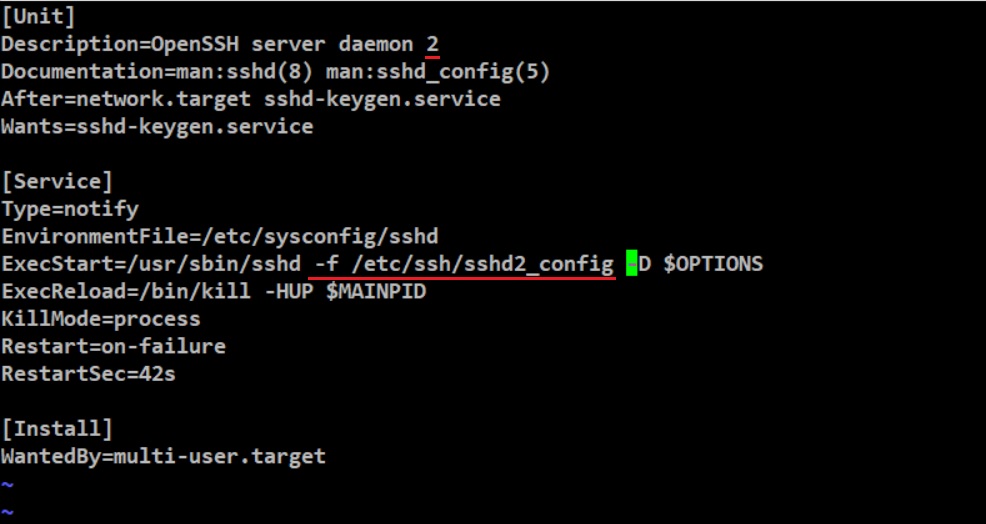 [Unit]
Description=OpenSSH server daemon 2
Documentation=man:sshd(8) man:sshd_config(5)
After=network.target sshd-keygen.service
Wants=sshd-keygen.service

[Service]
Type=notify
EnvironmentFile=/etc/sysconfig/sshd
ExecStart=/usr/sbin/sshd -f /etc/ssh/sshd2_config -D $OPTIONS
ExecReload=/bin/kill -HUP $MAINPID
KillMode=process
Restart=on-failure
RestartSec=42s

[Install]
WantedBy=multi-user.target
~
~